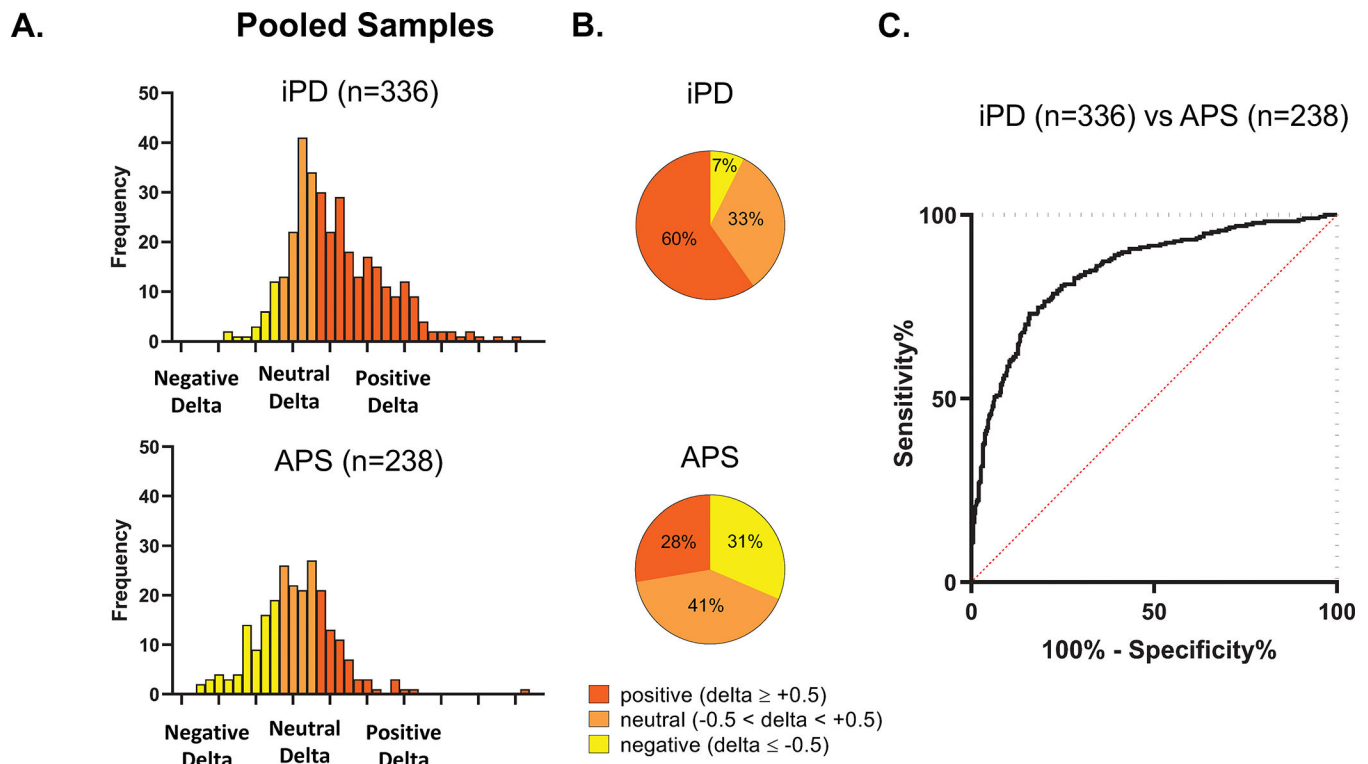 A.
Pooled Samples
B.
C.
iPD (n=336)
50
40
30
20
10
0
Frequency
Negative
Delta
Neutral
Delta
Positive
Delta
APS (n=238)
50
40
30
20
10
0
Frequency
Negative
Delta
Neutral
Delta
Positive
Delta
iPD
7%
33%
60%
APS
28%
31%
41%
positive (delta ≥ +0.5)
neutral (-0.5 < delta < +0.5)
negative (delta ≤ -0.5)
iPD (n=336) vs APS (n=238)
100
50
0
Sensitivity%
0
50
100
100% - Specificity%